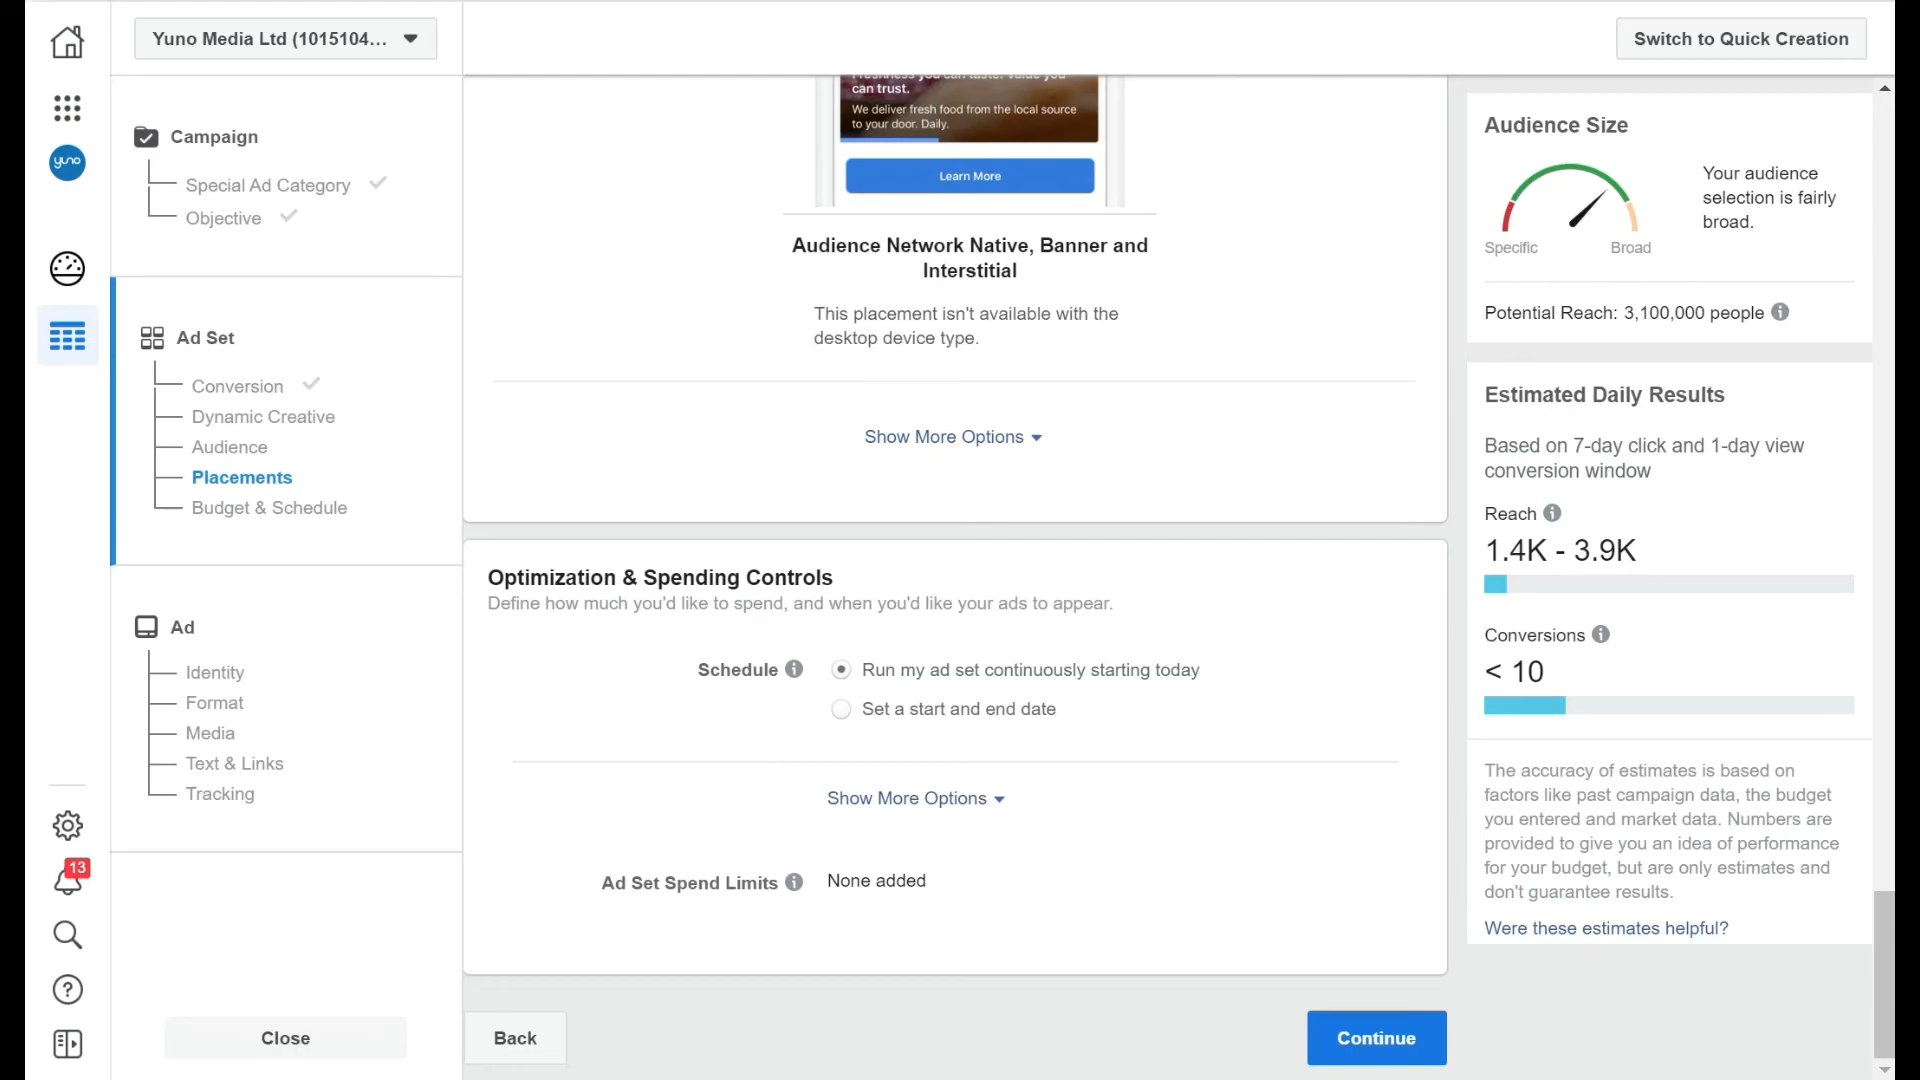 Yuno Media Ltd (1015104...
Switch to Quick Creation
yuno
Campaign
Special Ad Category
Objective
Ad Set
Conversion
Dynamic Creative
Audience
Placements
Budget & Schedule
Ad
Identity
Format
Media
Text & Links
Tracking
13
Close
Freshness you can taste. Value you
can trust.
We deliver fresh food from the local source
to your door. Daily.
Learn More
Audience Network Native, Banner and
Interstitial
This placement isn't available with the
desktop device type.
Show More Options
Optimization & Spending Controls
Define how much you'd like to spend, and when you'd like your ads to appear.
Schedule
Run my ad set continuously starting today
Set a start and end date
Show More Options
Ad Set Spend Limits
None added
Back
Continue
Audience Size
Specific
Broad
Your audience
selection is fairly
broad.
Potential Reach: 3,100,000 people
Estimated Daily Results
Based on 7-day click and 1-day view
conversion window
Reach
1.4K - 3.9K
Conversions
< 10
The accuracy of estimates is based on
factors like past campaign data, the budget
you entered and market data. Numbers are
provided to give you an idea of performance
for your budget, but are only estimates and
don't guarantee results.
Were these estimates helpful?